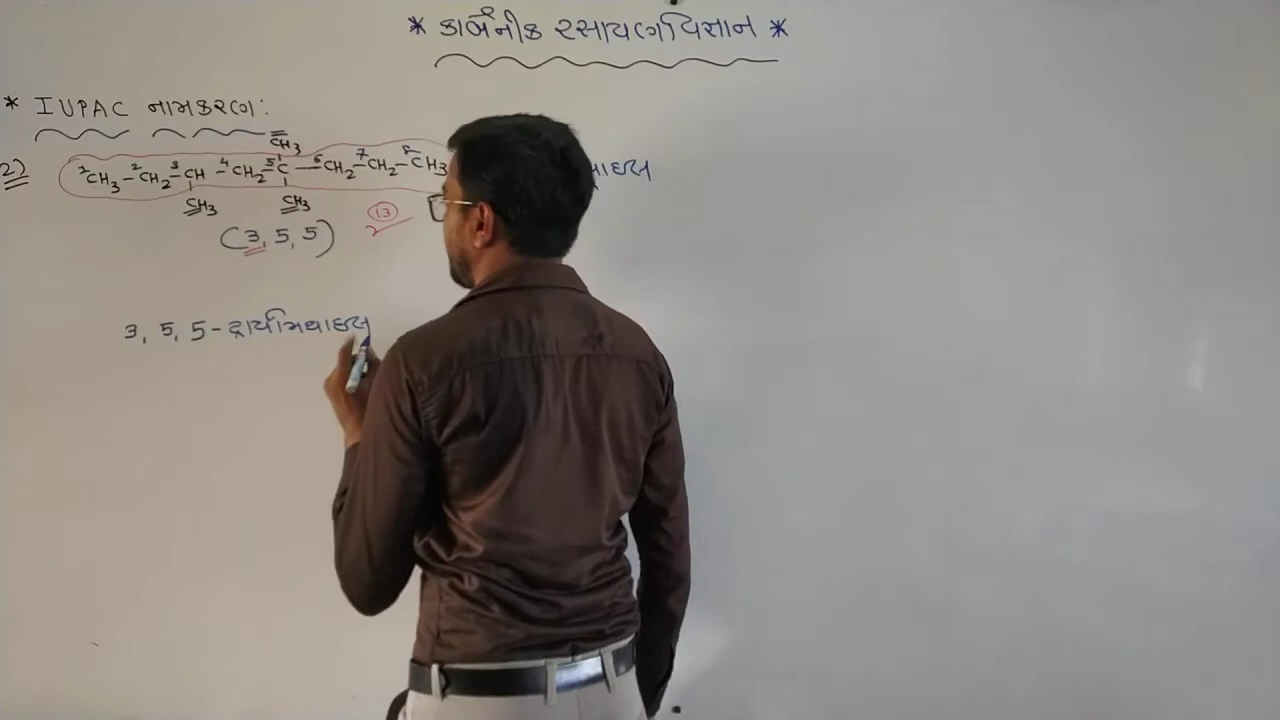 * કાર્બનીક રસાયણવિજ્ઞાન *
* IUPAC નામકરણ:
CH3
2) 1CH3-2CH2-3CH-4CH2-5C-6CH2-7CH2-8CH3
CH3 CH3
(3, 5, 5) 13
3, 5, 5-ટ્રાયમિથાઇલ